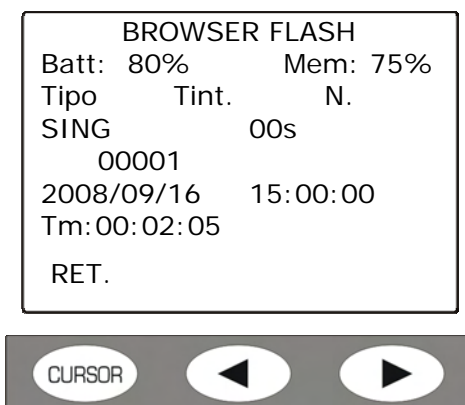 BROWSER FLASH
Batt: 80% Mem: 75%
Tipo Tint. N.
SING 00s
00001
2008/09/16 15:00:00
Tm:00:02:05
RET.
CURSOR